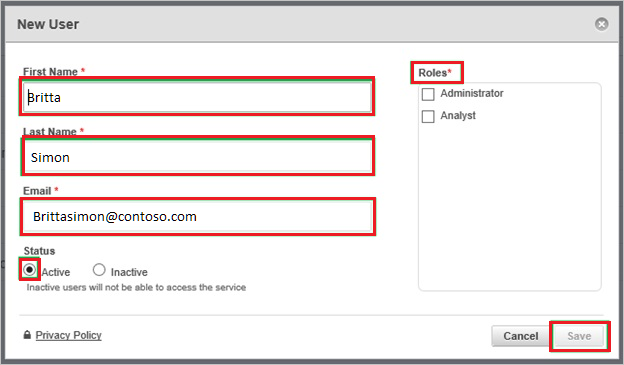 New User
First Name *
Britta
Last Name *
Simon
Email *
Brittasimon@contoso.com
Status
Active
Inactive
Inactive users will not be able to access the service
Roles*
Administrator
Analyst
Privacy Policy
Cancel
Save